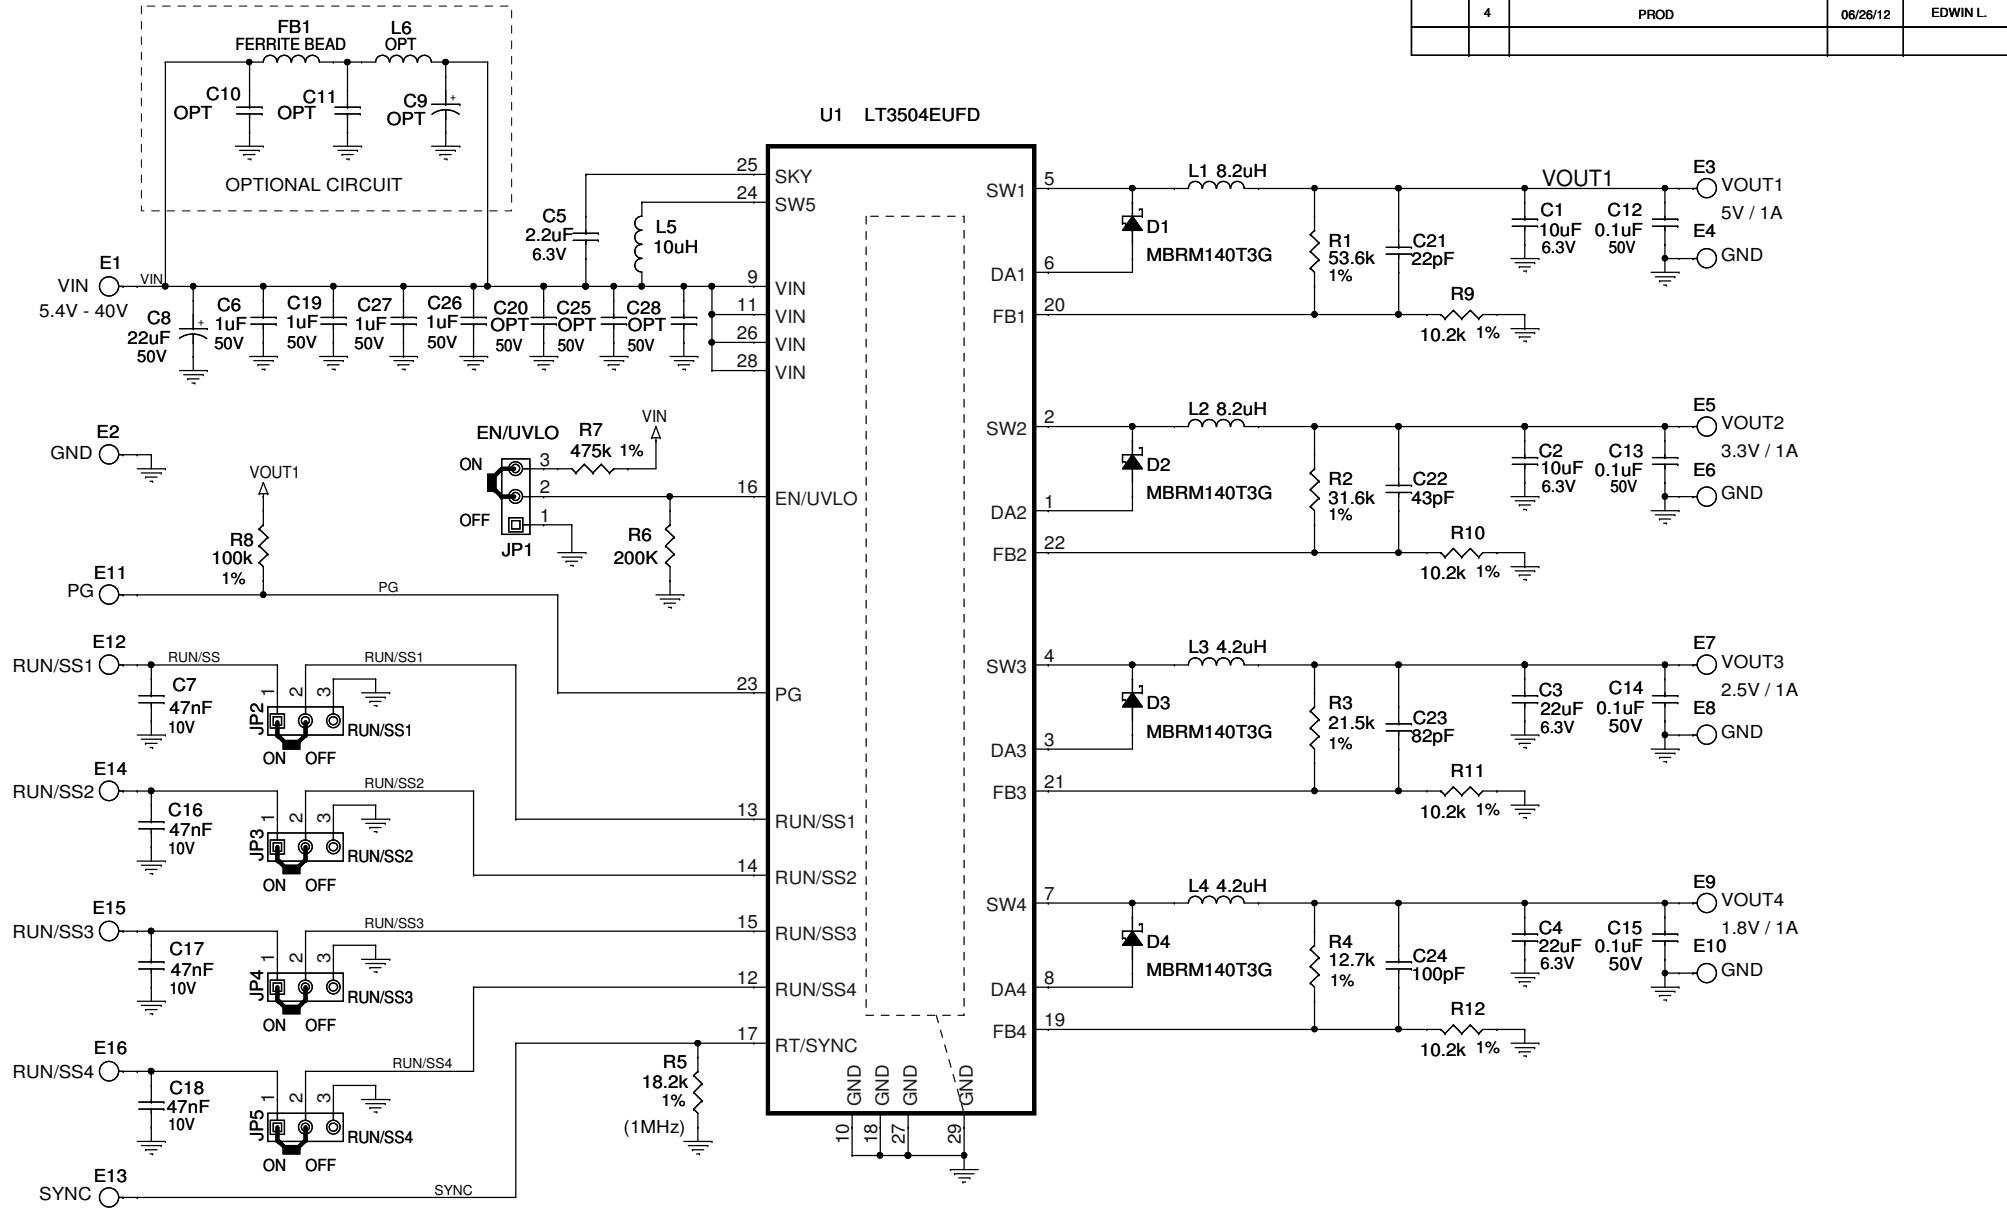 4 PROD 06/26/12 EDWIN L.
FB1
FERRITE BEAD
L6
OPT
C10
OPT
C11
OPT
C9
OPT
+
OPTIONAL CIRCUIT
U1 LT3504EUFD
E1
VIN
5.4V - 40V
VIN
C8
22uF
50V
+
C6
1uF
50V
C19
1uF
50V
C27
1uF
50V
C26
1uF
50V
C20
OPT
50V
C25
OPT
50V
C28
OPT
50V
C5
2.2uF
6.3V
L5
10uH
25 SKY
24 SW5
9 VIN
11 VIN
26 VIN
28 VIN
E2
GND
EN/UVLO
R7
475k 1%
VIN
ON
3
2
1
OFF
JP1
R6
200K
16 EN/UVLO
VOUT1
R8
100k
1%
E11
PG
PG
23 PG
E12
RUN/SS1
RUN/SS
RUN/SS1
C7
47nF
10V
JP2
1 2 3
RUN/SS1
ON OFF
13 RUN/SS1
E14
RUN/SS2
RUN/SS2
C16
47nF
10V
JP3
1 2 3
RUN/SS2
ON OFF
14 RUN/SS2
E15
RUN/SS3
RUN/SS3
C17
47nF
10V
JP4
1 2 3
RUN/SS3
ON OFF
15 RUN/SS3
E16
RUN/SS4
RUN/SS4
C18
47nF
10V
JP5
1 2 3
RUN/SS4
ON OFF
12 RUN/SS4
E13
SYNC
SYNC
17 RT/SYNC
R5
18.2k
1%
(1MHz)
GND GND GND GND
10 18 27 29
SW1 5
L1 8.2uH
D1
MBRM140T3G
DA1 6
FB1 20
R1
53.6k
1%
C21
22pF
R9
10.2k 1%
VOUT1
C1
10uF
6.3V
C12
0.1uF
50V
E3
VOUT1
5V / 1A
E4
GND
SW2 2
L2 8.2uH
D2
MBRM140T3G
DA2 1
FB2 22
R2
31.6k
1%
C22
43pF
R10
10.2k 1%
C2
10uF
6.3V
C13
0.1uF
50V
E5
VOUT2
3.3V / 1A
E6
GND
SW3 4
L3 4.2uH
D3
MBRM140T3G
DA3 3
FB3 21
R3
21.5k
1%
C23
82pF
R11
10.2k 1%
C3
22uF
6.3V
C14
0.1uF
50V
E7
VOUT3
2.5V / 1A
E8
GND
SW4 7
L4 4.2uH
D4
MBRM140T3G
DA4 8
FB4 19
R4
12.7k
1%
C24
100pF
R12
10.2k 1%
C4
22uF
6.3V
C15
0.1uF
50V
E9
VOUT4
1.8V / 1A
E10
GND